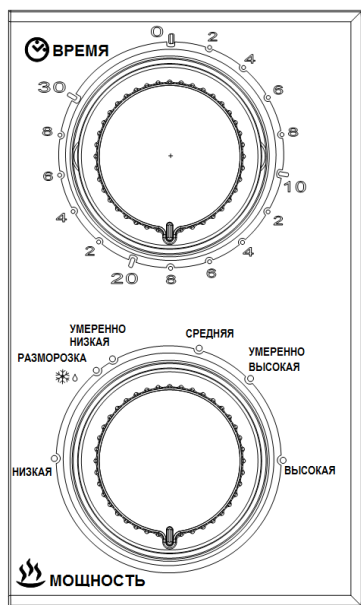 ВРЕМЯ
0
2
4
6
8
10
2
4
6
8
20
2
4
6
8
30
УМЕРЕННО
НИЗКАЯ
СРЕДНЯЯ
УМЕРЕННО
ВЫСОКАЯ
РАЗМОРОЗКА
НИЗКАЯ
ВЫСОКАЯ
МОЩНОСТЬ